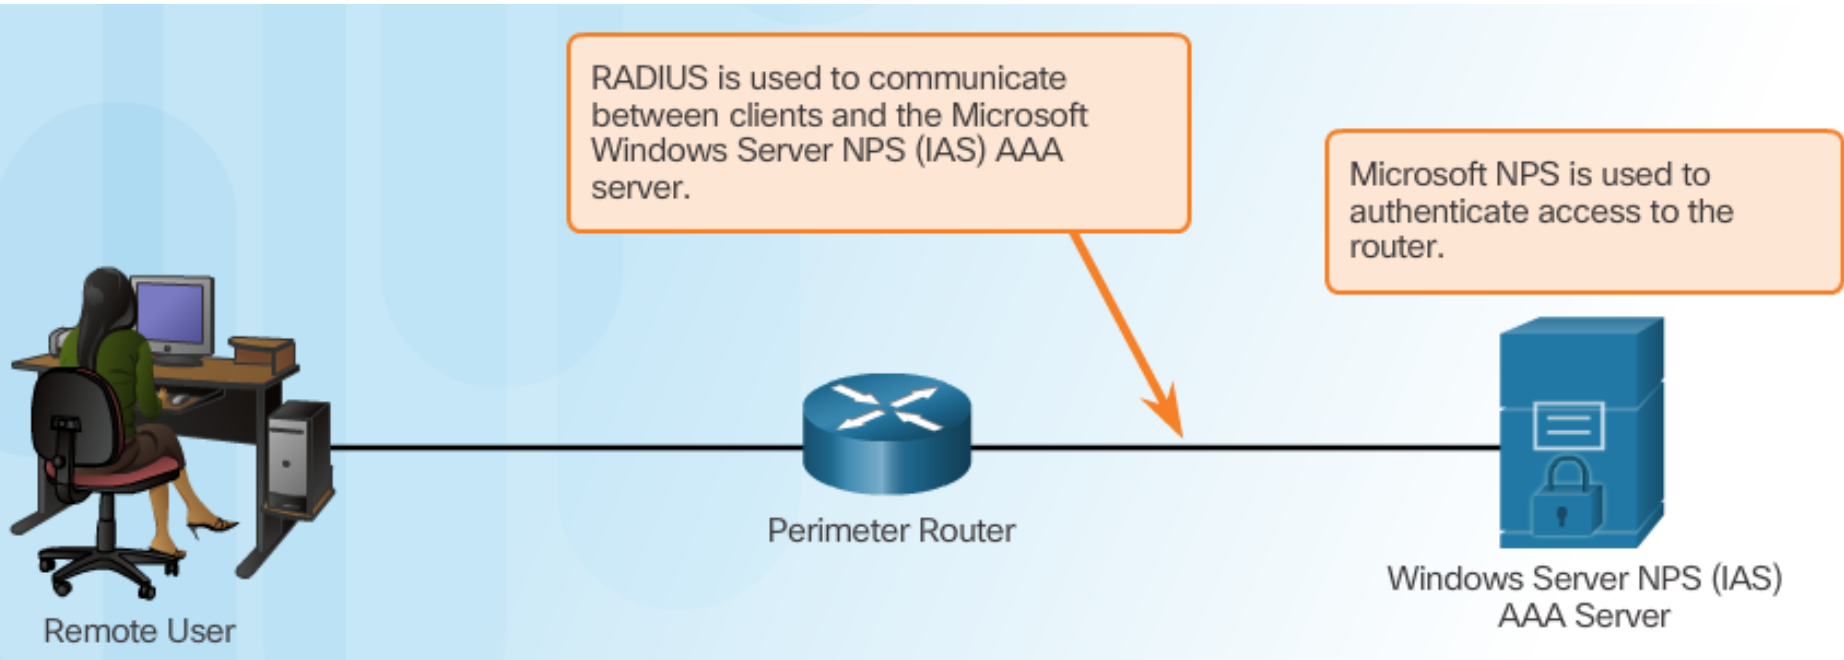 RADIUS is used to communicate
between clients and the Microsoft
Windows Server NPS (IAS) AAA
server.
Microsoft NPS is used to
authenticate access to the
router.
Perimeter Router
Windows Server NPS (IAS)
AAA Server
Remote User